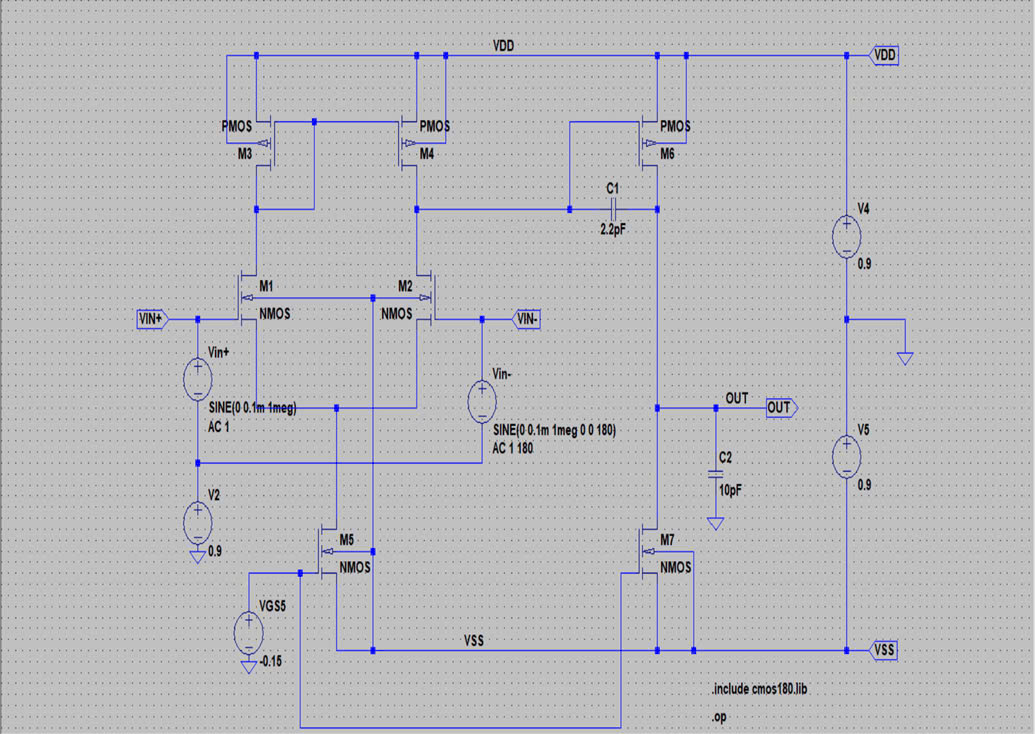 VDD
VDD
PMOS
M3
PMOS
M4
PMOS
M6
C1
2.2pF
V4
0.9
M1
NMOS
M2
NMOS
VIN+
VIN-
Vin+
SINE(0 0.1m 1meg)
AC 1
Vin-
SINE(0 0.1m 1meg 0 0 180)
AC 1 180
OUT
OUT
V5
0.9
C2
10pF
V2
0.9
M5
NMOS
M7
NMOS
VGS5
-0.15
VSS
VSS
.include cmos180.lib
.op